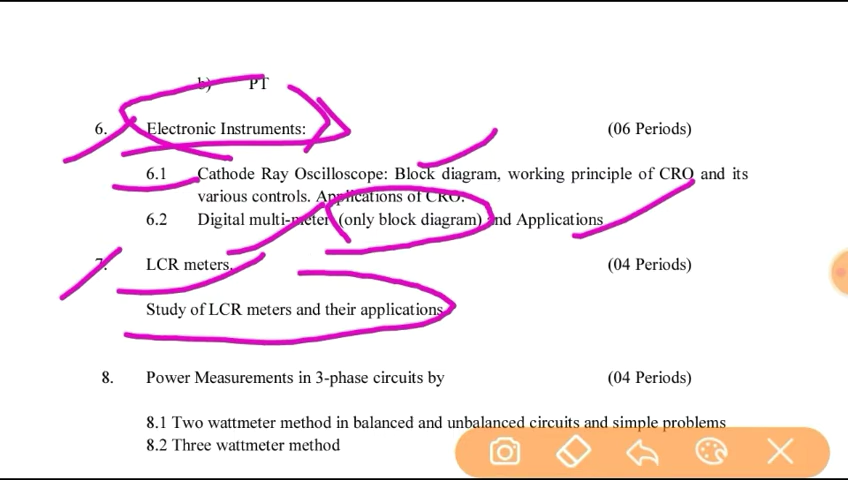 b) PT
6. Electronic Instruments: (06 Periods)
6.1 Cathode Ray Oscilloscope: Block diagram, working principle of CRO and its
various controls. Applications of CRO.
6.2 Digital multi-meter (only block diagram) and Applications
7. LCR meters. (04 Periods)
Study of LCR meters and their applications
8. Power Measurements in 3-phase circuits by (04 Periods)
8.1 Two wattmeter method in balanced and unbalanced circuits and simple problems
8.2 Three wattmeter method